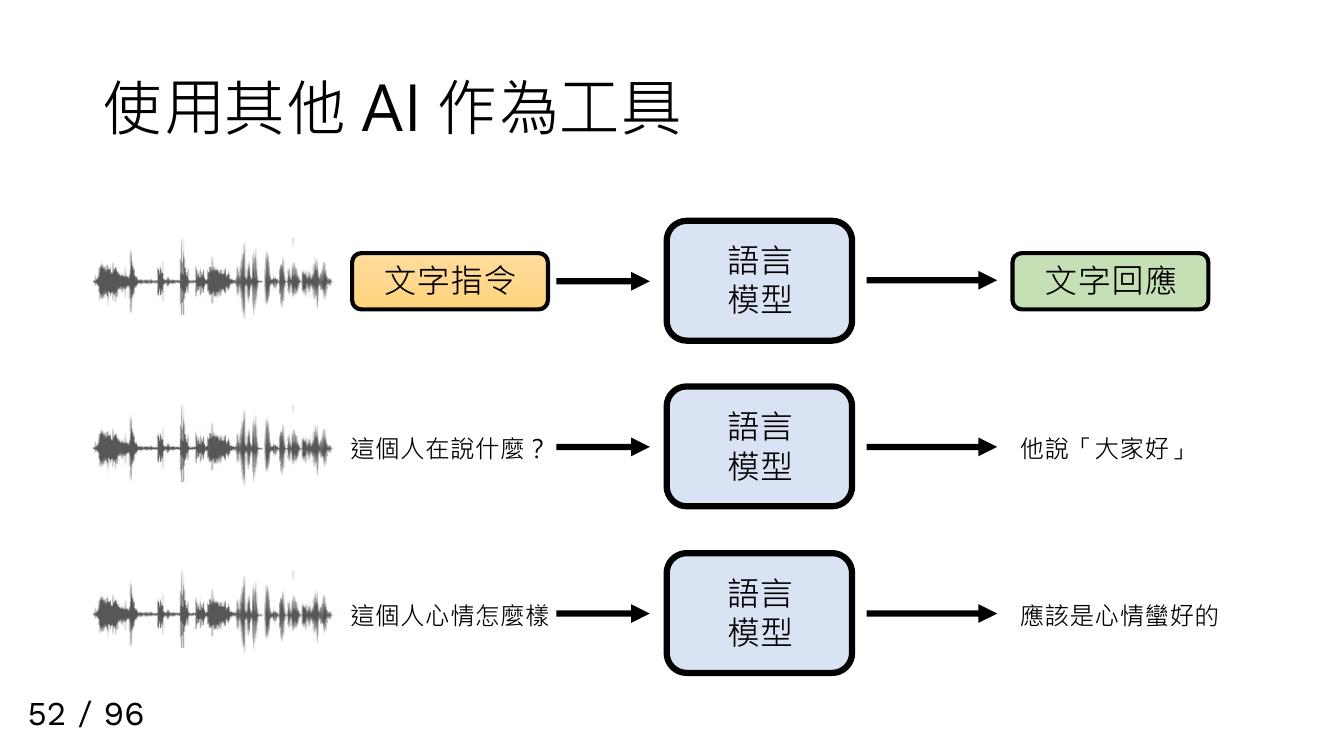 使用其他 AI 作為工具
文字指令
語言
模型
文字回應
這個人在說什麼？
語言
模型
他說「大家好」
這個人心情怎麼樣
語言
模型
應該是心情蠻好的
52 / 96